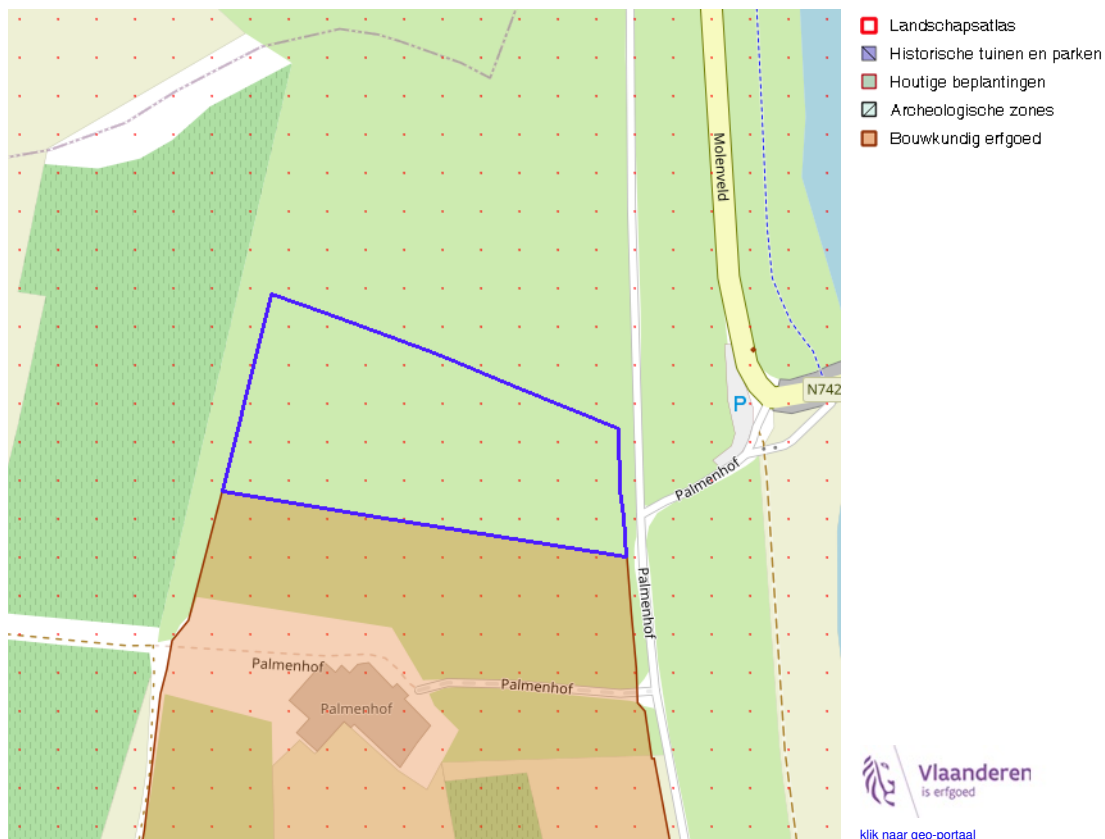 Landschapsatlas
Historische tuinen en parken
Houtige beplantingen
Archeologische zones
Bouwkundig erfgoed
Molenveld
N742
P
Palmenhof
Palmenhof
Palmenhof
Palmenhof
Palmenhof
Vlaanderen
is erfgoed
klik naar geo-portaal